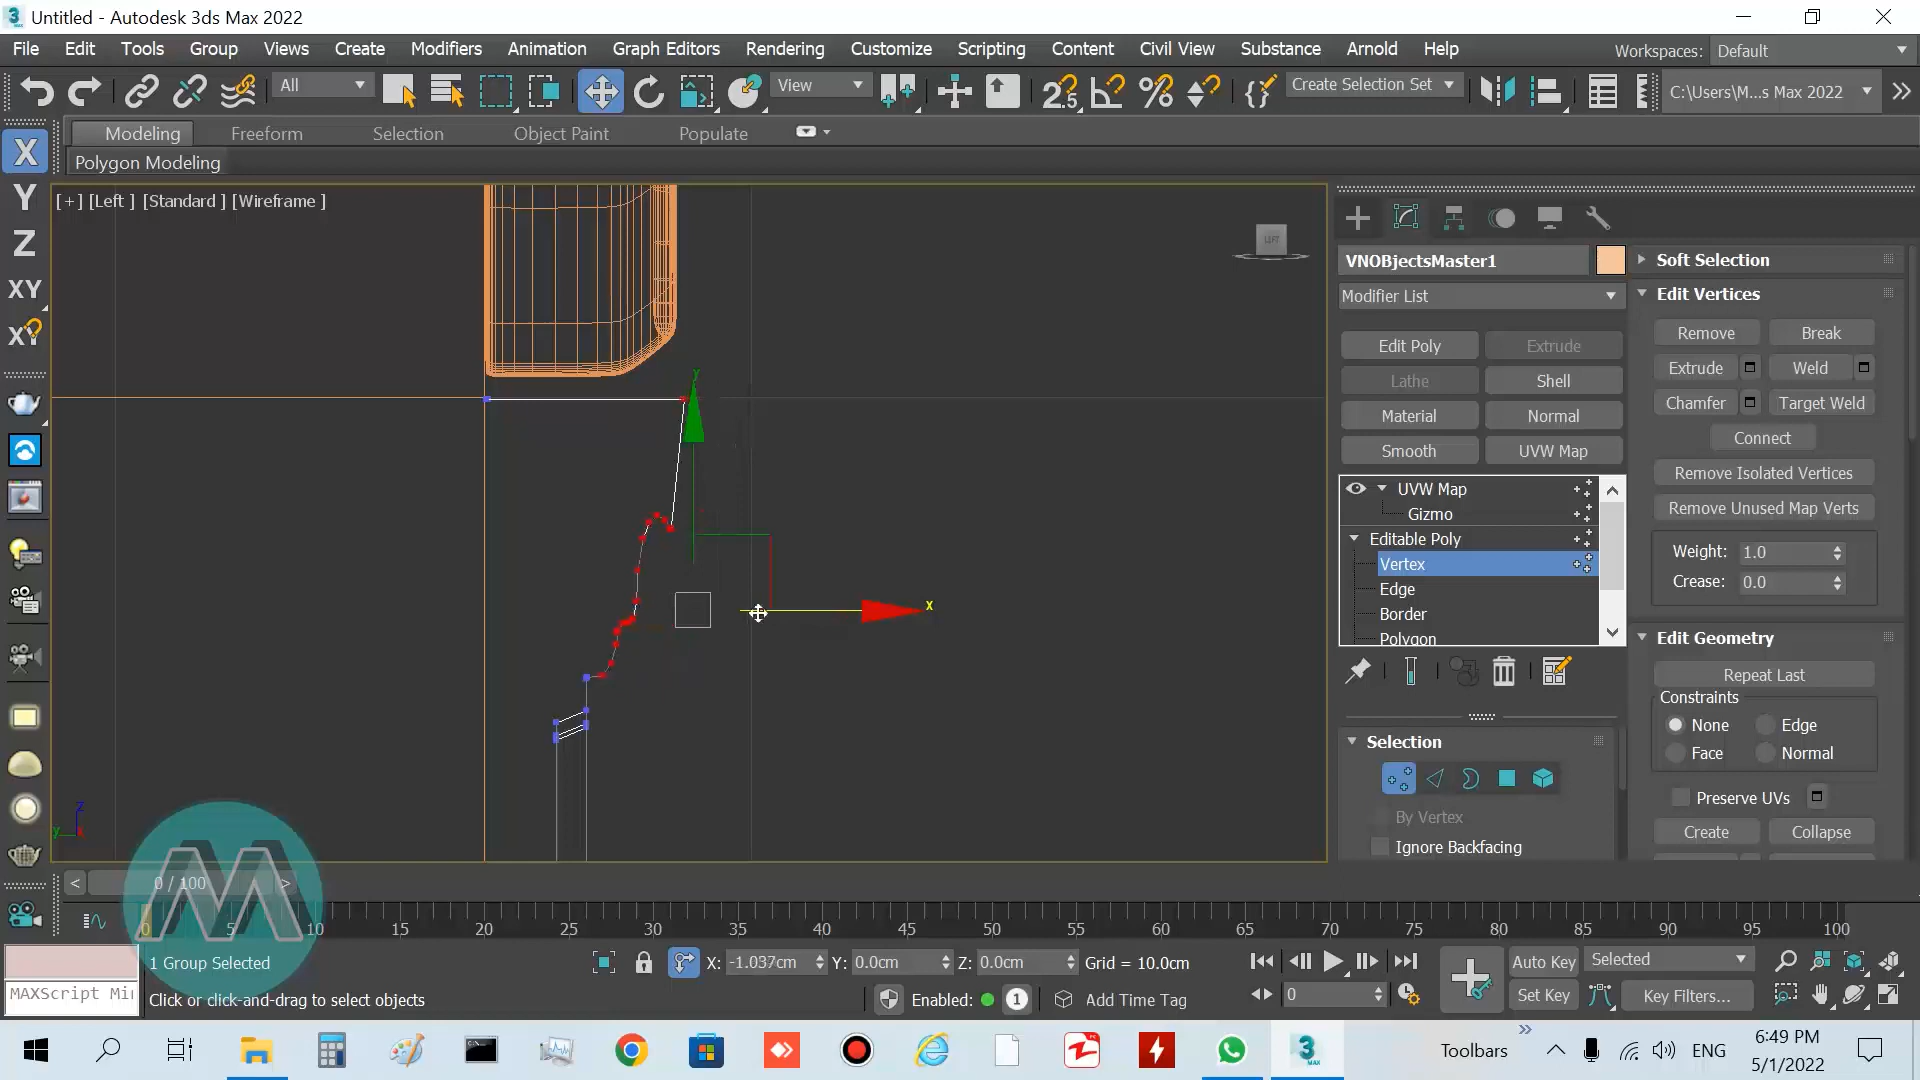 Untitled - Autodesk 3ds Max 2022
File Edit Tools Group Views Create Modifiers Animation Graph Editors Rendering Customize Scripting Content Civil View Substance Arnold Help Workspaces: Default
All View 2.5 Create Selection Set C:\Users\M...s Max 2022
Modeling Freeform Selection Object Paint Populate
Polygon Modeling
X
Y
Z
XY
XY
[+] [Left ] [Standard ] [Wireframe ]
LEFT
y
x
z
y
VNOBjectsMaster1
Modifier List
Edit Poly Extrude
Lathe Shell
Material Normal
Smooth UVW Map
UVW Map
Gizmo
Editable Poly
Vertex
Edge
Border
Polygon
Selection
By Vertex
Ignore Backfacing
Soft Selection
Edit Vertices
Remove Break
Extrude Weld
Chamfer Target Weld
Connect
Remove Isolated Vertices
Remove Unused Map Verts
Weight: 1.0
Crease: 0.0
Edit Geometry
Repeat Last
Constraints
None Edge
Face Normal
Preserve UVs
Create Collapse
< 0 / 100 >
0 5 10 15 20 25 30 35 40 45 50 55 60 65 70 75 80 85 90 95 100
1 Group Selected X: -1.037cm Y: 0.0cm Z: 0.0cm Grid = 10.0cm Auto Key Selected
MAXScript Mi Click or click-and-drag to select objects Enabled: 1 Add Time Tag 0 Set Key Key Filters...
Toolbars ENG 6:49 PM
5/1/2022